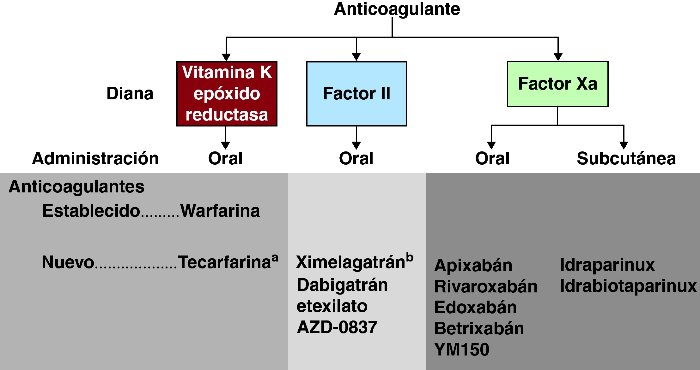 Anticoagulante
Diana
Vitamina K
epóxido
reductasa
Factor II
Factor Xa
Administración Oral Oral Oral Subcutánea
Anticoagulantes
Establecido.........Warfarina
Nuevo...................Tecarfarinaª
Ximelagatránᵇ
Dabigatrán
etexilato
AZD-0837
Apixabán
Rivaroxabán
Edoxabán
Betrixabán
YM150
Idraparinux
Idrabiotaparinux